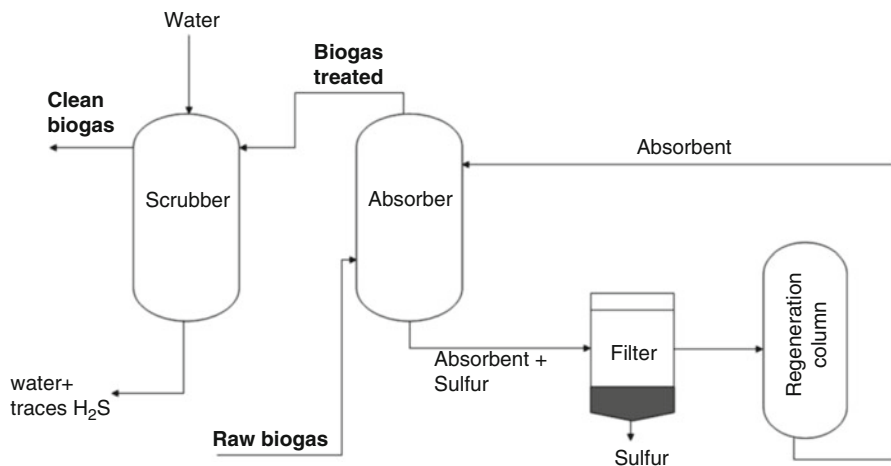 Water
Biogas
treated
Clean
biogas
Absorbent
Scrubber
Absorber
Regeneration
column
Filter
Absorbent +
Sulfur
water+
traces H₂S
Raw biogas
Sulfur